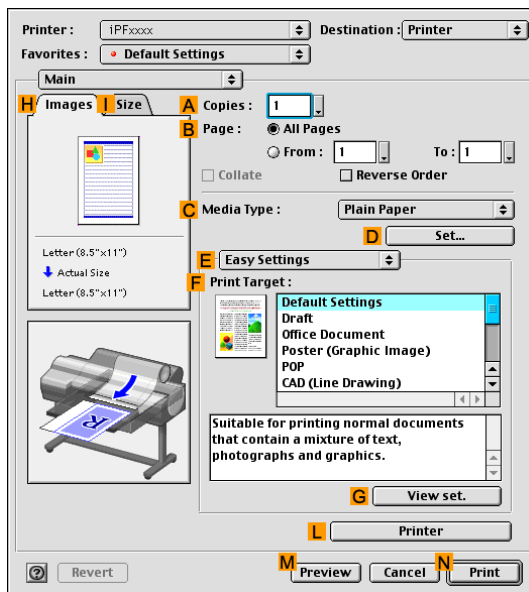 Printer : iPFxxxx Destination : Printer
Favorites : Default Settings
Main
H Images I Size
A Copies : 1
B Page : All Pages
From : 1 To : 1
Collate Reverse Order
C Media Type : Plain Paper
D Set...
Letter (8.5"x11")
Actual Size
Letter (8.5"x11")
E Easy Settings
F Print Target :
Default Settings
Draft
Office Document
Poster (Graphic Image)
POP
CAD (Line Drawing)
R
Suitable for printing normal documents
that contain a mixture of text,
photographs and graphics.
G View set.
L Printer
? Revert M Preview Cancel N Print